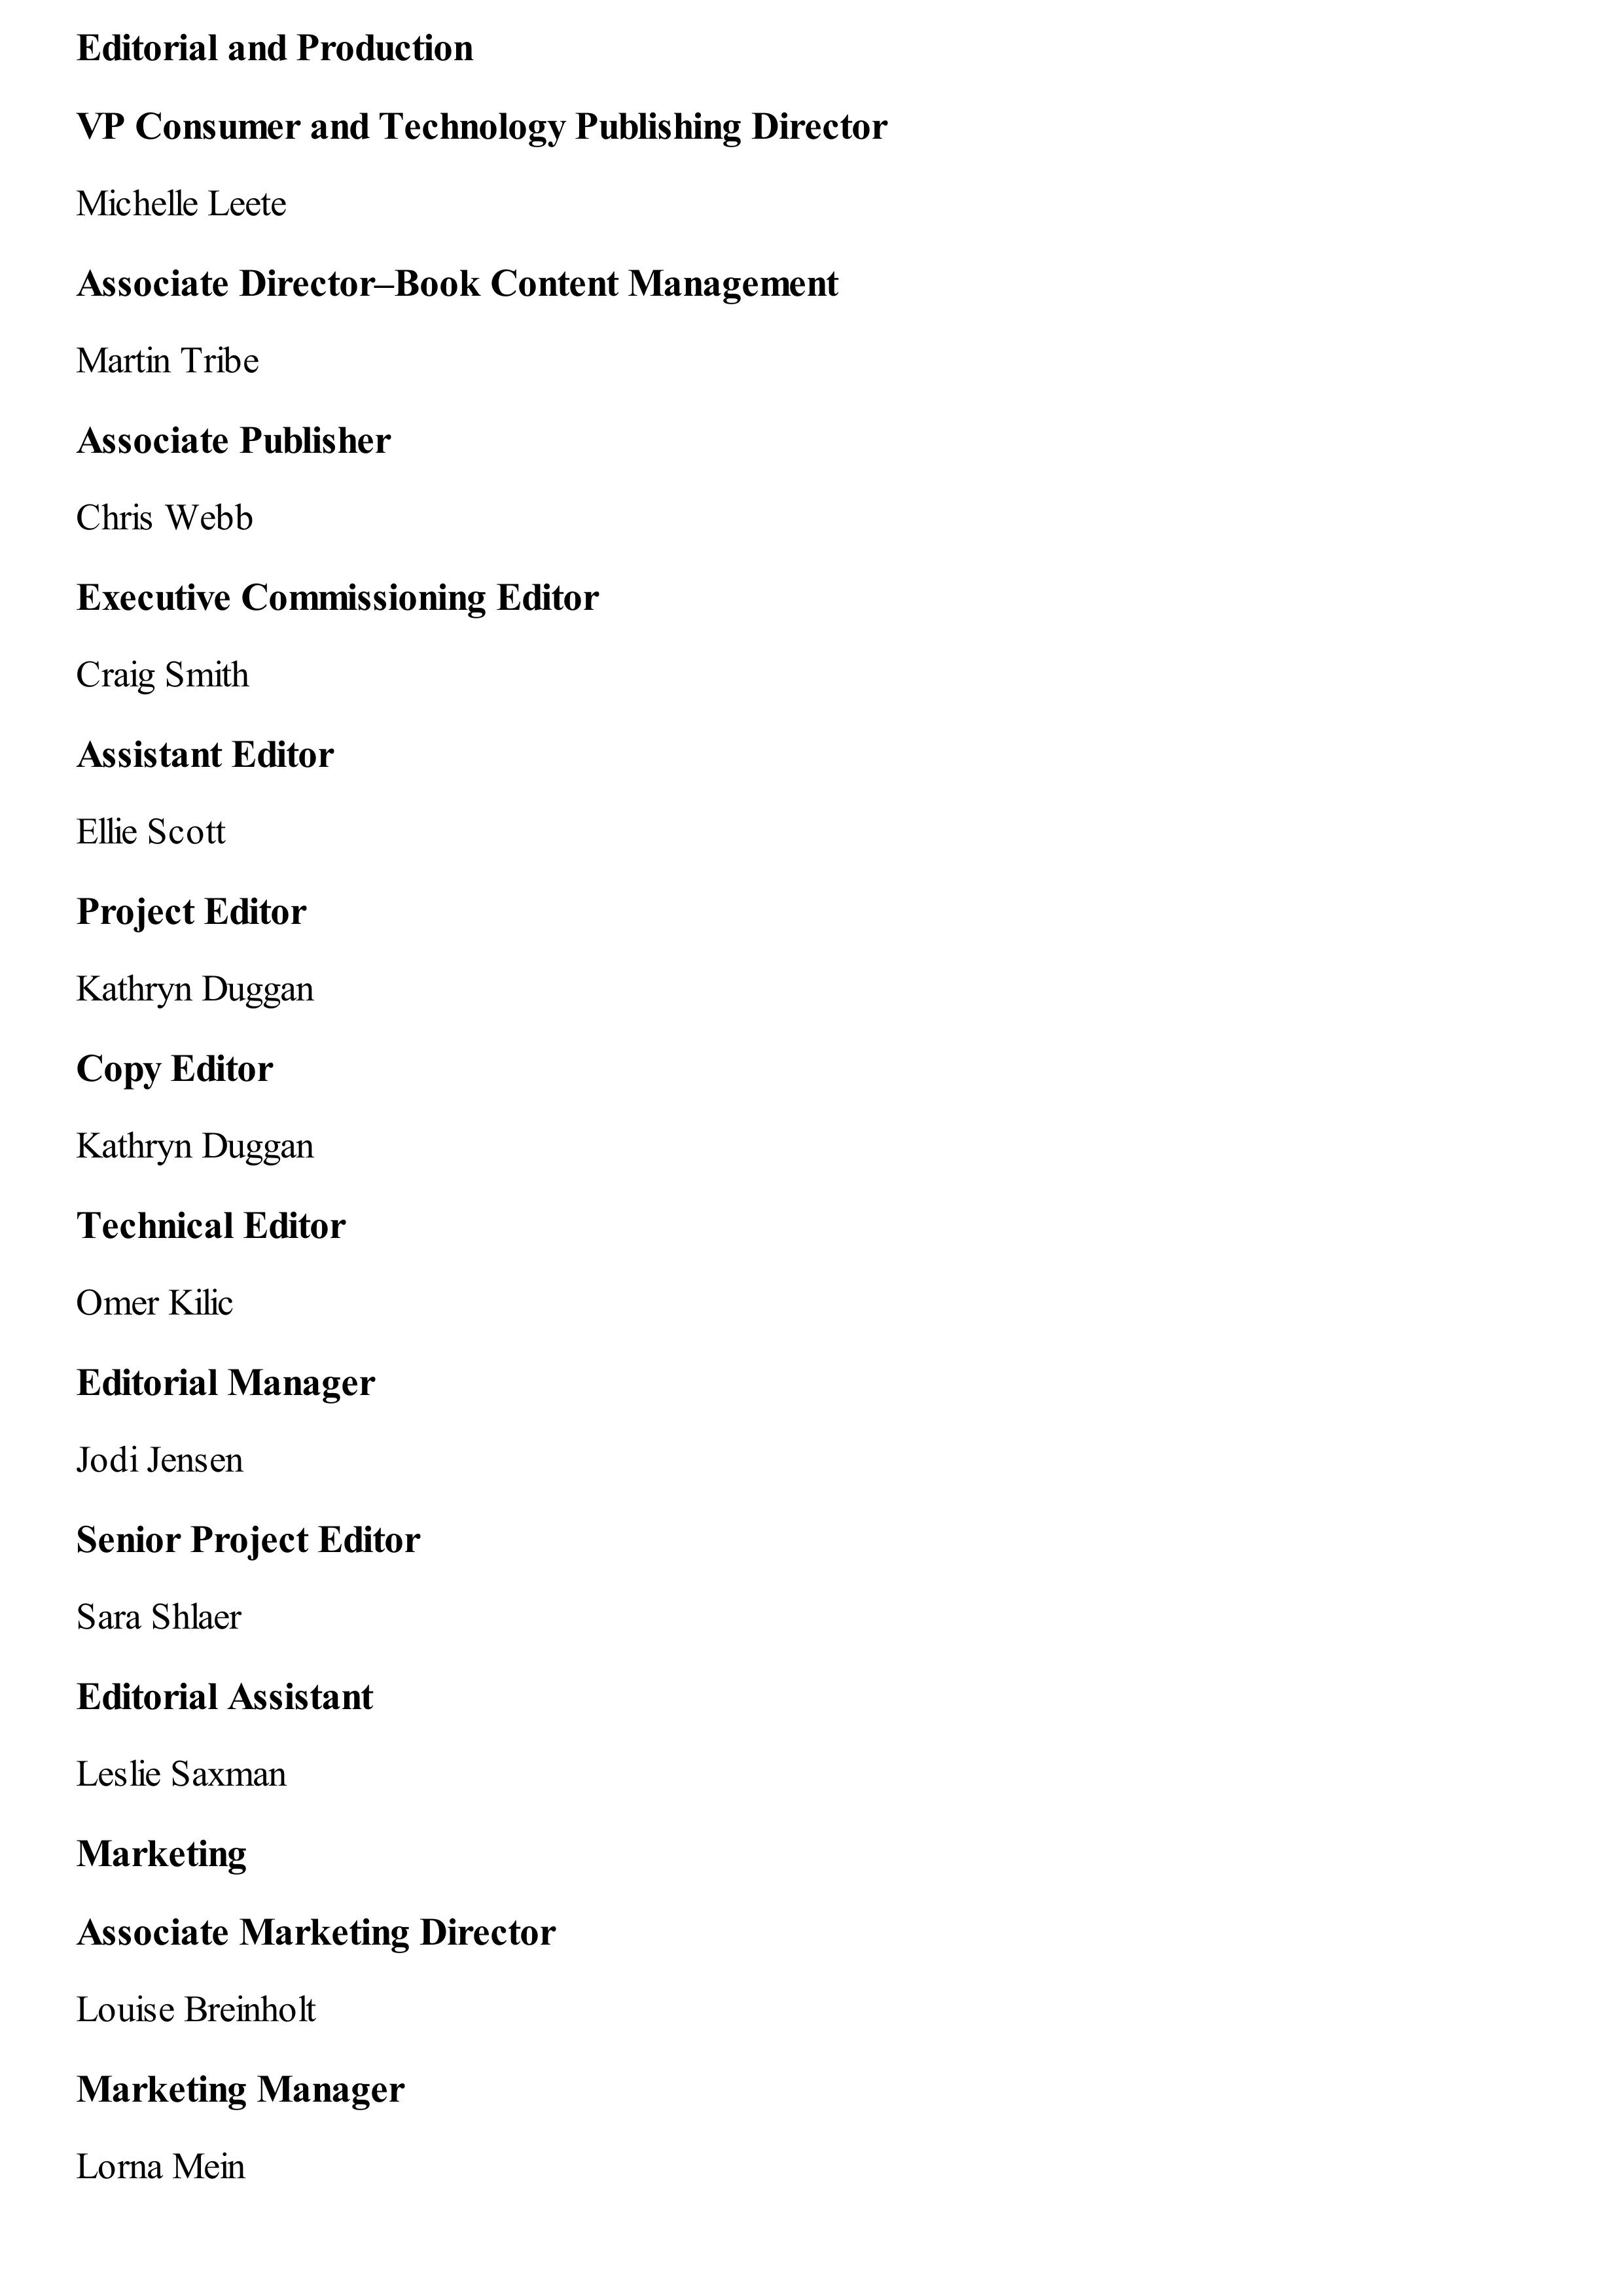 Editorial and Production
VP Consumer and Technology Publishing Director
Michelle Leete
Associate Director–Book Content Management
Martin Tribe
Associate Publisher
Chris Webb
Executive Commissioning Editor
Craig Smith
Assistant Editor
Ellie Scott
Project Editor
Kathryn Duggan
Copy Editor
Kathryn Duggan
Technical Editor
Omer Kilic
Editorial Manager
Jodi Jensen
Senior Project Editor
Sara Shlaer
Editorial Assistant
Leslie Saxman
Marketing
Associate Marketing Director
Louise Breinholt
Marketing Manager
Lorna Mein